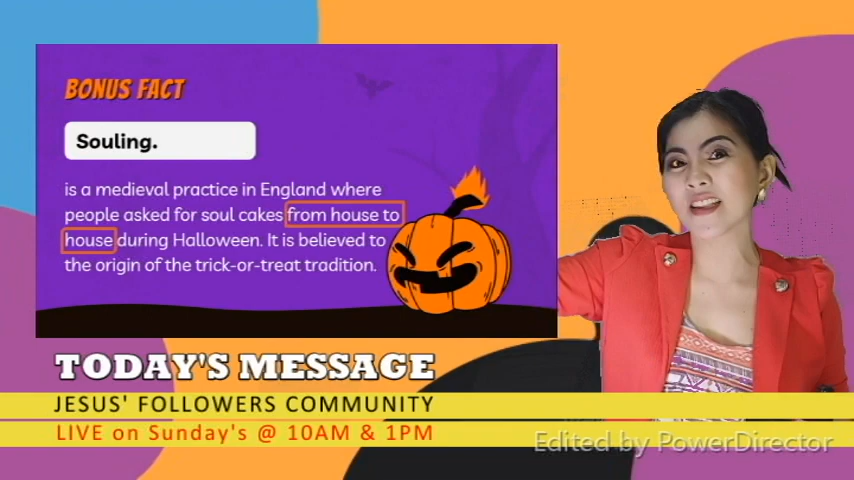 BONUS FACT
Souling.
is a medieval practice in England where
people asked for soul cakes from house to
house during Halloween. It is believed to
the origin of the trick-or-treat tradition.
TODAY'S MESSAGE
JESUS' FOLLOWERS COMMUNITY
LIVE on Sunday's @ 10AM & 1PM
Edited by PowerDirector